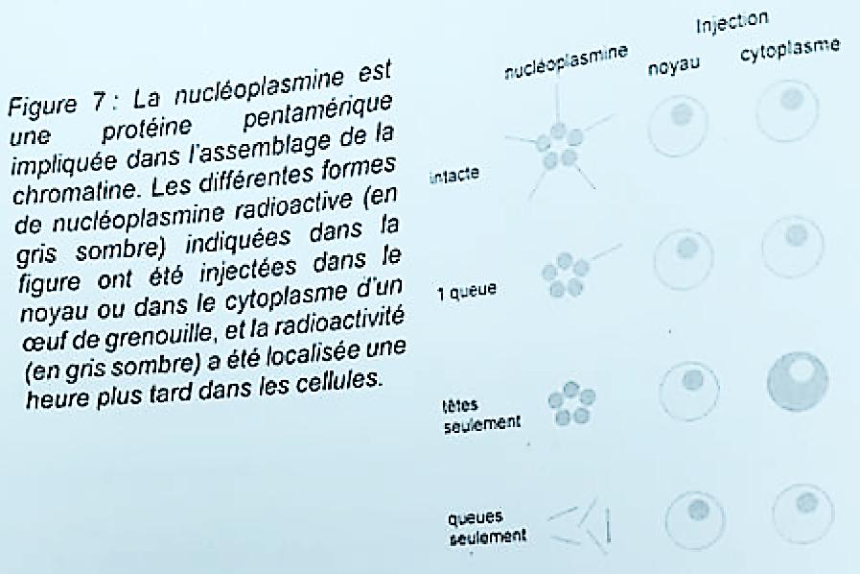 Figure 7 : La nucléoplasmine est
une protéine pentamérique
impliquée dans l'assemblage de la
chromatine. Les différentes formes
de nucléoplasmine radioactive (en
gris sombre) indiquées dans la
figure ont été injectées dans le
noyau ou dans le cytoplasme d'un
œuf de grenouille, et la radioactivité
(en gris sombre) a été localisée une
heure plus tard dans les cellules.
Injection
nucléoplasmine noyau cytoplasme
intacte
1 queue
têtes
seulement
queues
seulement